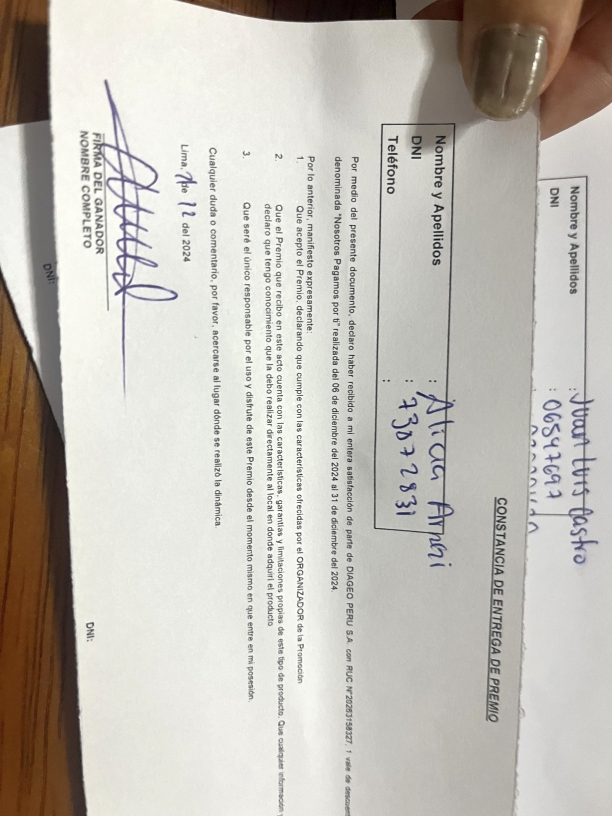 Nombre y Apellidos : Juan Luis Castro
DNI : 06547697
CONSTANCIA DE ENTREGA DE PREMIO
Nombre y Apellidos : Alicia
DNI : 73072831
Teléfono :
Por medio del presente documento, declaro haber recibido a mi entera satisfacción de parte de DIAGEO PERU S.A. con RUC N°20263158327, 1 vale de
denominada "Nosotros Pagamos por ti" realizada del 06 de diciembre del 2024 al 31 de diciembre del 2024.
Por lo anterior, manifiesto expresamente:
1. Que acepto el Premio, declarando que cumple con las características ofrecidas por el ORGANIZADOR de la Promoción
2. Que el Premio que recibo en este acto cuenta con las características, garantías y limitaciones propias de este tipo de producto. Que cualquier información
declaro que tengo conocimiento que la debo realizar directamente al local en donde adquirí el producto
3. Que seré el único responsable por el uso y disfrute de este Premio desde el momento mismo en que entre en mi posesión.
Cualquier duda o comentario, por favor, acercarse al lugar dónde se realizó la dinámica.
Lima, 7 de 12 del 2024
FIRMA DEL GANADOR
NOMBRE COMPLETO
DNI:
DNI: